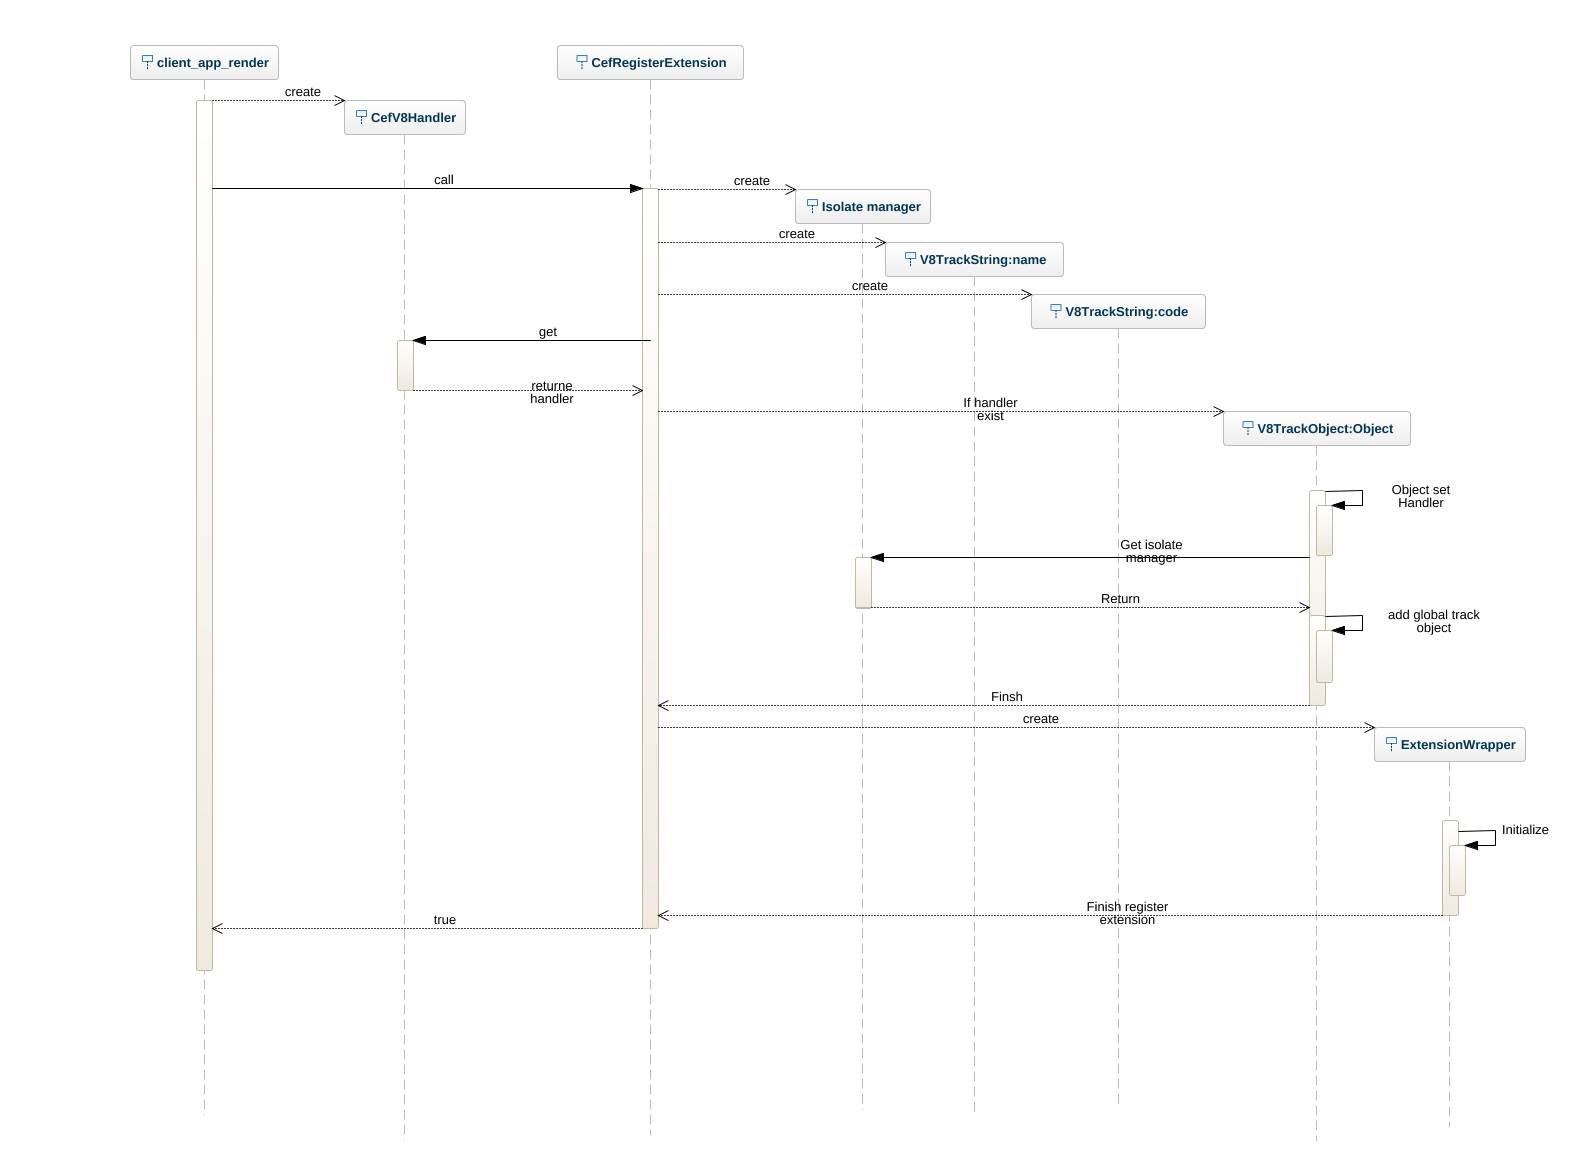 client_app_render
CefRegisterExtension
create
CefV8Handler
call
create
Isolate manager
create
V8TrackString:name
create
V8TrackString:code
get
returne
handler
If handler
exist
V8TrackObject:Object
Object set
Handler
Get isolate
manager
Return
add global track
object
Finsh
create
ExtensionWrapper
Initialize
Finish register
extension
true